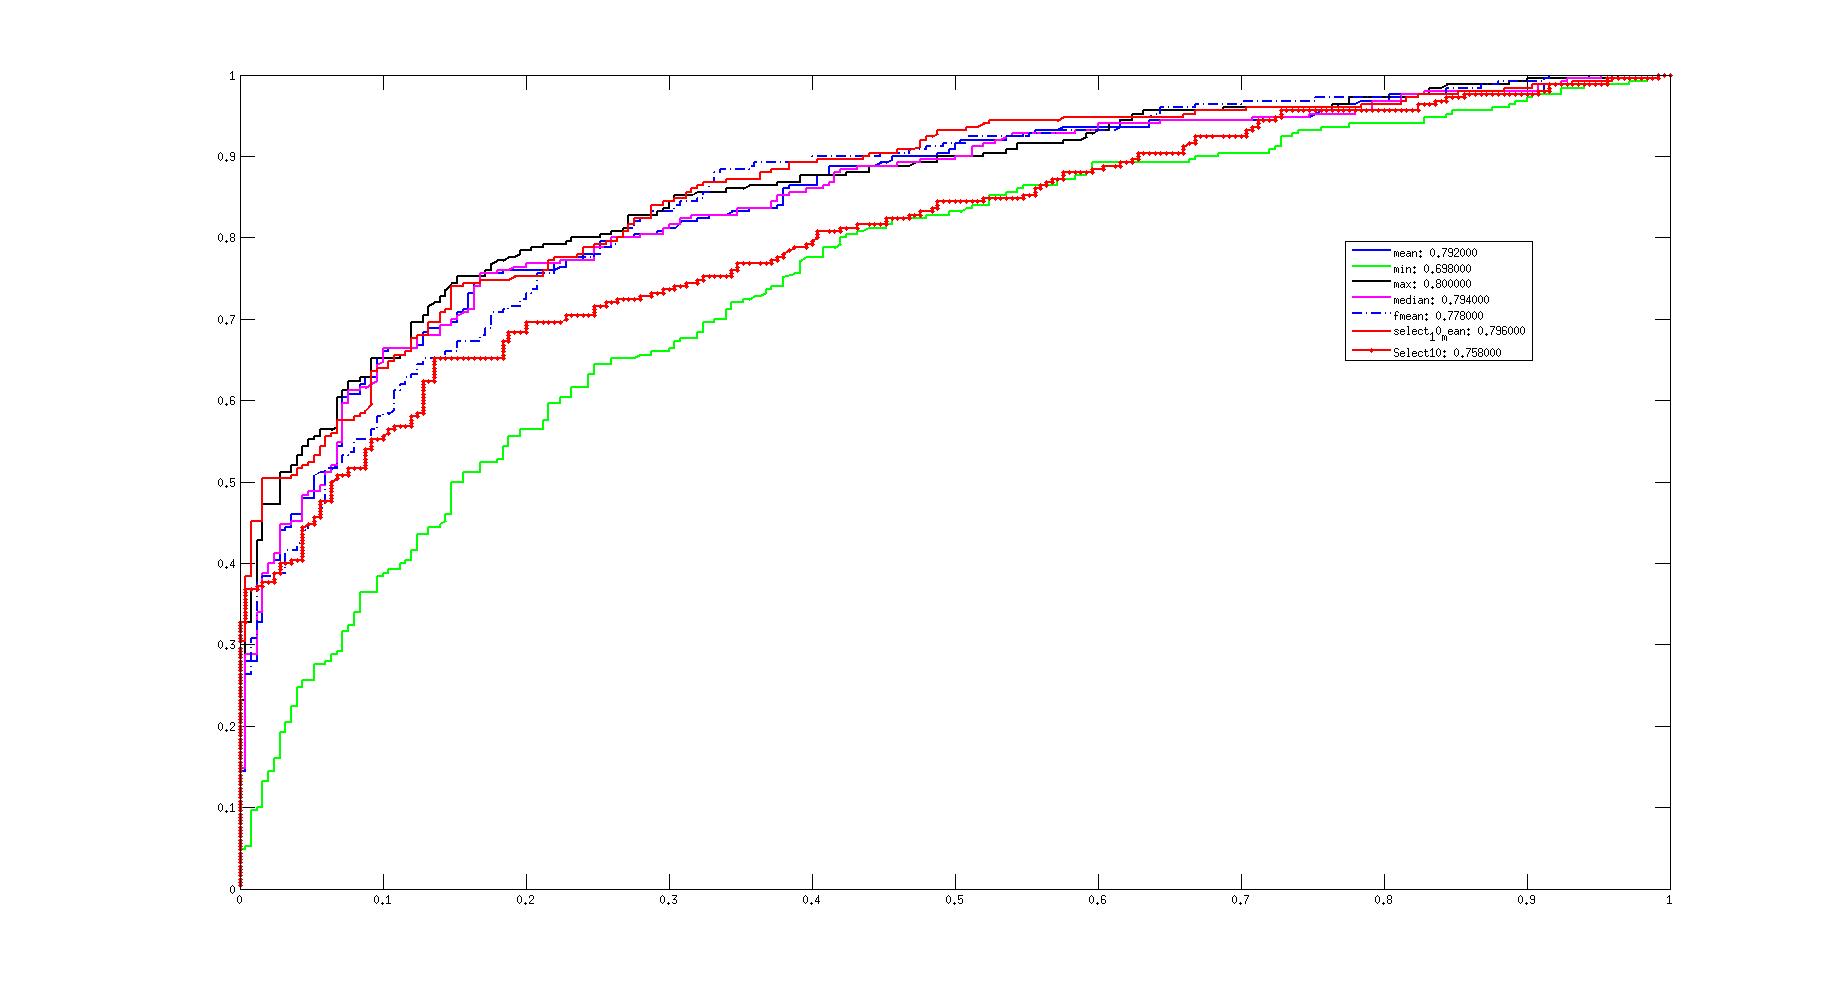 1
0.9
0.8
0.7
0.6
0.5
0.4
0.3
0.2
0.1
0
0 0.1 0.2 0.3 0.4 0.5 0.6 0.7 0.8 0.9 1
mean: 0.792000
min: 0.698000
max: 0.800000
median: 0.794000
fmean: 0.778000
select₁0ₘean: 0.796000
Select10: 0.758000